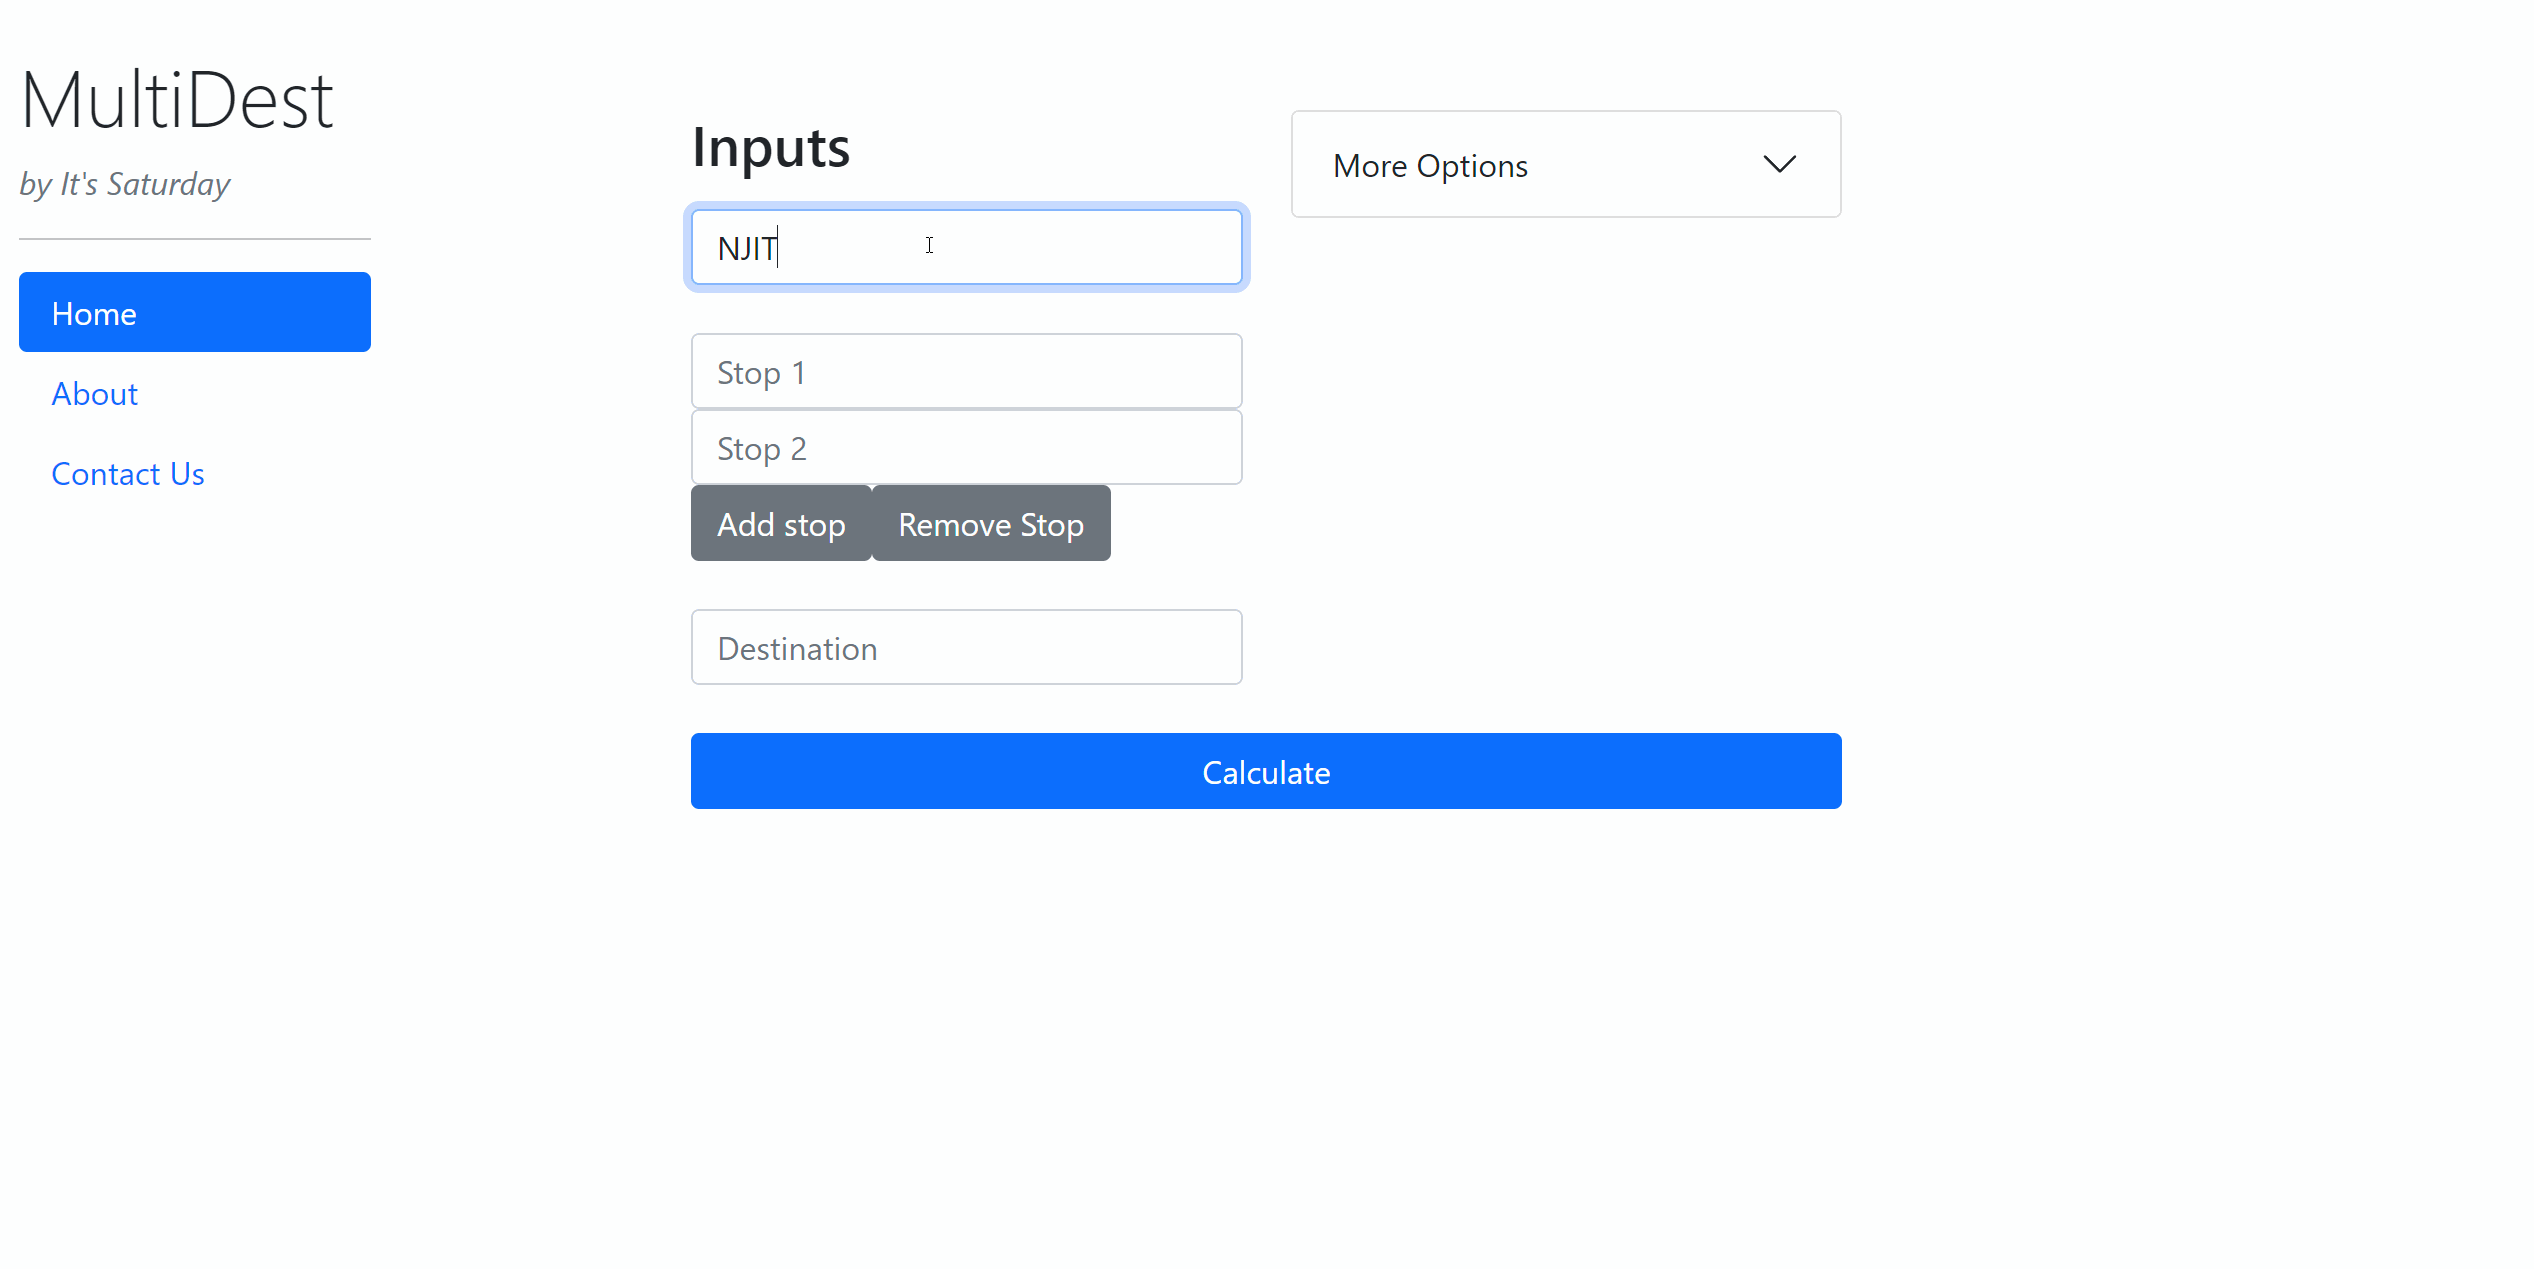 MultiDest
by It's Saturday
Home
About
Contact Us
Inputs
NJIT
Stop 1
Stop 2
Add stop
Remove Stop
Destination
More Options
Calculate